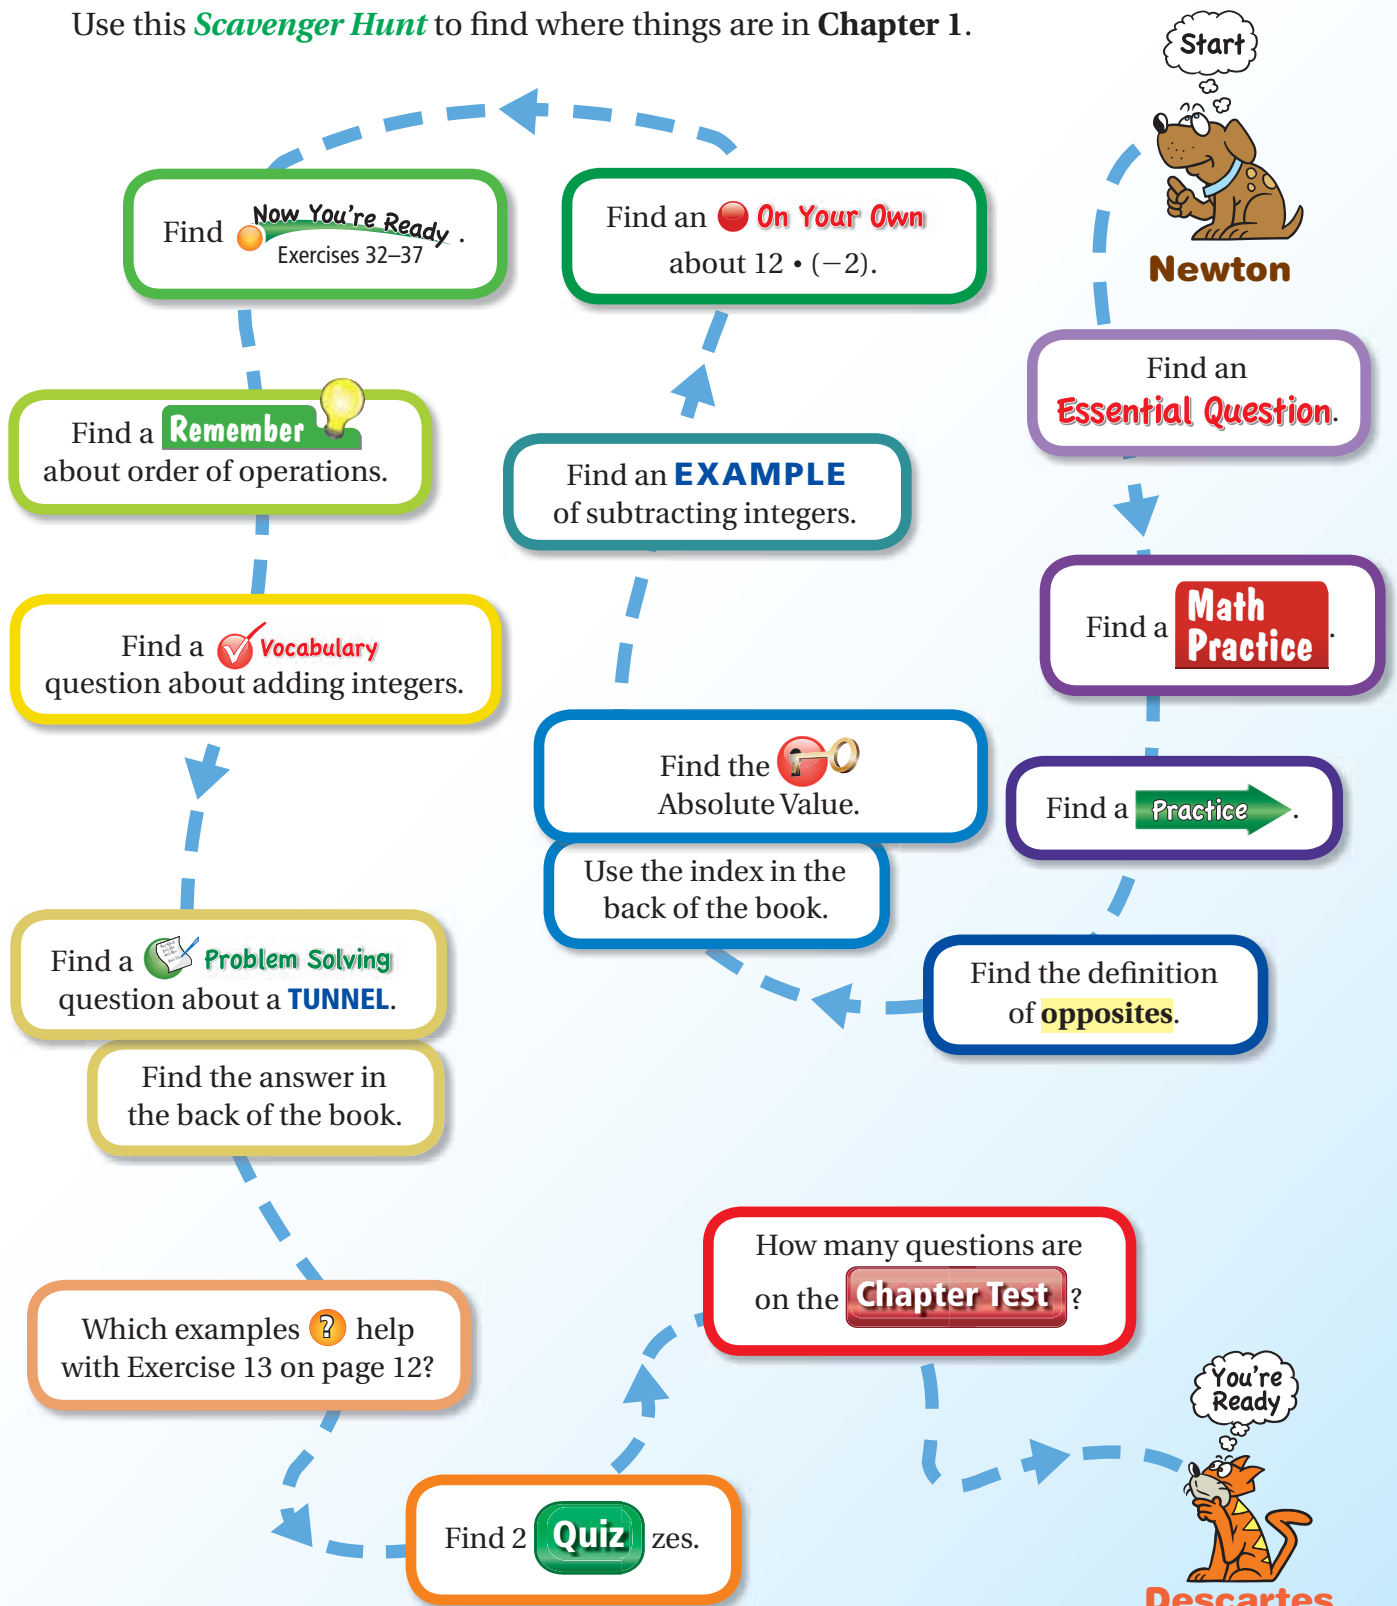 Use this Scavenger Hunt to find where things are in Chapter 1.
Start
Newton
Find an
Essential Question.
Find a Math
Practice.
Find a Practice.
Find the definition
of opposites.
Find the
Absolute Value.
Use the index in the
back of the book.
Find an EXAMPLE
of subtracting integers.
Find an On Your Own
about 12 • (−2).
Find Now You're Ready.
Exercises 32–37
Find a Remember
about order of operations.
Find a Vocabulary
question about adding integers.
Find a Problem Solving
question about a TUNNEL.
Find the answer in
the back of the book.
Which examples ? help
with Exercise 13 on page 12?
Find 2 Quiz zes.
How many questions are
on the Chapter Test ?
You're
Ready
Descartes